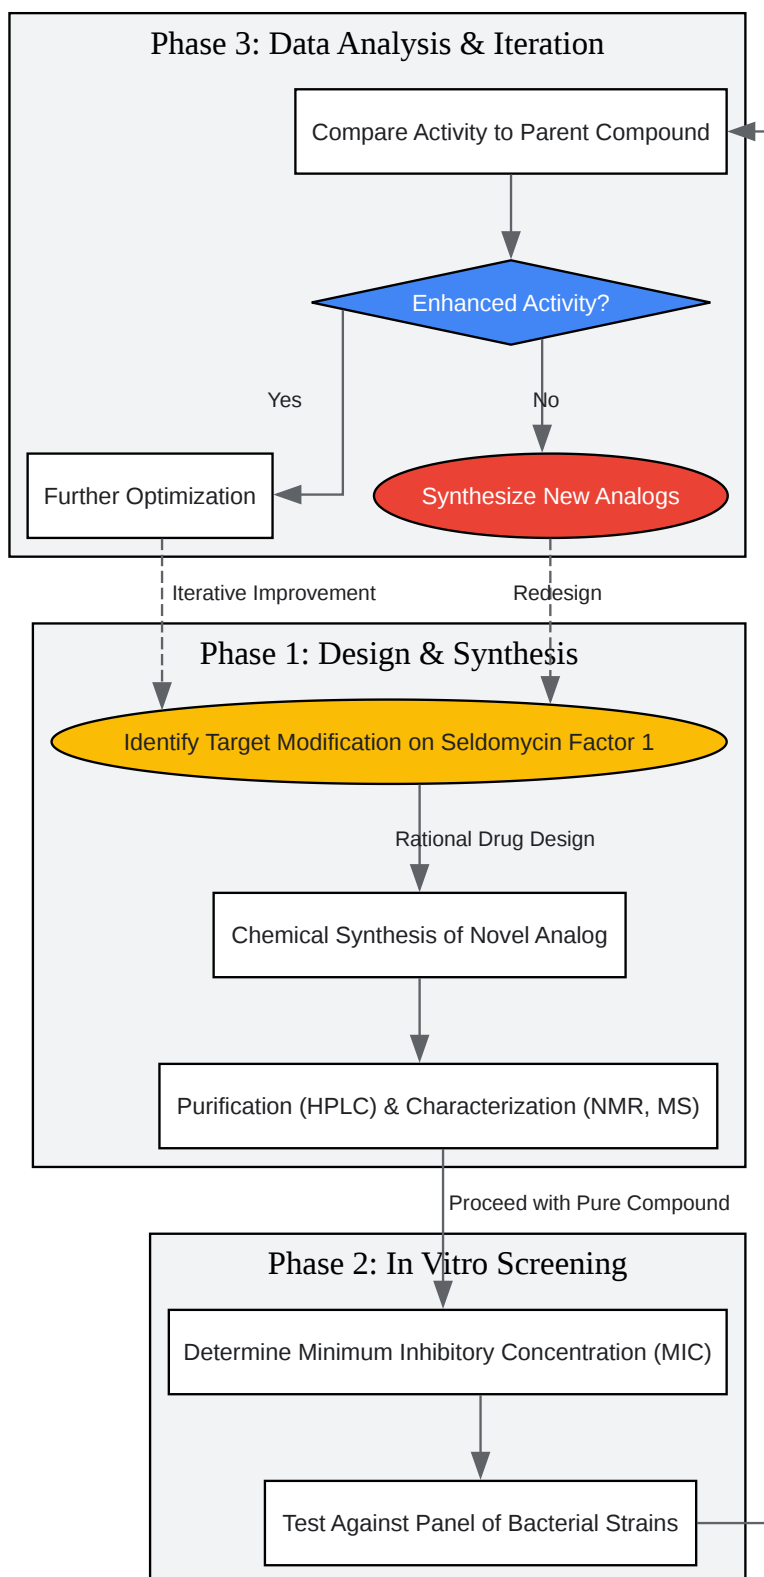 Phase 3: Data Analysis & Iteration
Compare Activity to Parent Compound
Enhanced Activity?
Yes
No
Further Optimization
Synthesize New Analogs
Iterative Improvement
Redesign
Phase 1: Design & Synthesis
Identify Target Modification on Seldomycin Factor 1
Rational Drug Design
Chemical Synthesis of Novel Analog
Purification (HPLC) & Characterization (NMR, MS)
Proceed with Pure Compound
Phase 2: In Vitro Screening
Determine Minimum Inhibitory Concentration (MIC)
Test Against Panel of Bacterial Strains